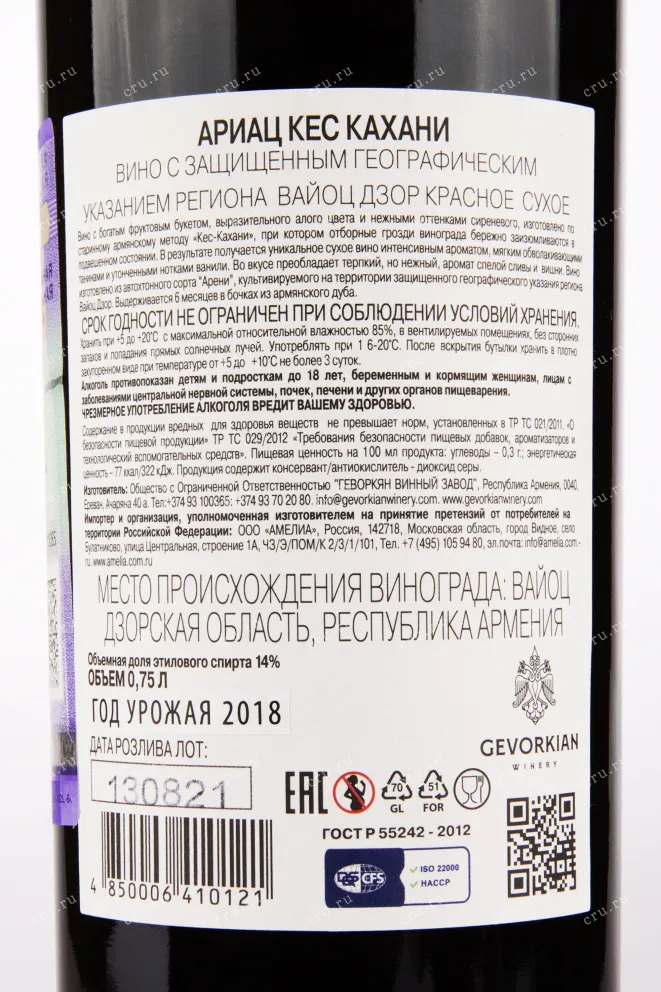 АРИАЦ КЕС КАХАНИ
ВИНО С ЗАЩИЩЕННЫМ ГЕОГРАФИЧЕСКИМ
УКАЗАНИЕМ РЕГИОНА ВАЙОЦ ДЗОР КРАСНОЕ СУХОЕ
Вино с богатым фруктовым букетом, выразительного алого цвета и нежными оттенками сиреневого, изготовлено по
старинному армянскому методу «Кес-Кахани», при котором отборные грозди винограда бережно заизюмливаются в
подвешенном состоянии. В результате получается уникальное сухое вино интенсивным ароматом, мягким обволакивающими
танинами и утонченными нотками ванили. Во вкусе преобладает терпкий, но нежный, аромат спелой сливы и вишни. Вино
изготовлено из автохтонного сорта “Арени”, культивируемого на территории защищенного географического указания региона
Вайоц Дзор. Выдерживается 6 месяцев в бочках из армянского дуба.
СРОК ГОДНОСТИ НЕ ОГРАНИЧЕН ПРИ СОБЛЮДЕНИИ УСЛОВИЙ ХРАНЕНИЯ.
Хранить при +5 до +20°С с максимальной относительной влажностью 85%, в вентилируемых помещениях, без сторонних
запахов и попадания прямых солнечных лучей. Употреблять при 1 6-20°С. После вскрытия бутылки хранить в плотно
закупоренном виде при температуре от +5 до +10°С не более 3 суток.
Алкоголь противопоказан детям и подросткам до 18 лет, беременным и кормящим женщинам, лицам с
заболеваниями центральной нервной системы, почек, печени и других органов пищеварения.
ЧРЕЗМЕРНОЕ УПОТРЕБЛЕНИЕ АЛКОГОЛЯ ВРЕДИТ ВАШЕМУ ЗДОРОВЬЮ.
Содержание в продукции вредных для здоровья веществ не превышает норм, установленных в ТР ТС 021/2011. «О
безопасности пищевой продукции» ТР ТС 029/2012 «Требования безопасности пищевых добавок, ароматизаторов и
технологических вспомогательных средств». Пищевая ценность на 100 мл продукта: углеводы – 0,3 г.; энергетическая
ценность – 77 ккал/322 кДж. Продукция содержит консервант/антиокислитель - диоксид серы.
Изготовитель: Общество с Ограниченной Ответственностью "ГЕВОРКЯН ВИННЫЙ ЗАВОД", Республика Армения, 0040,
Ереван, Ачаряна 40 а. Тел:+374 93 100365: +374 93 70 20 80. info@gevorkianwinery.com, www.gevorkianwinery.com
Импортер и организация, уполномоченная изготовителем на принятие претензий от потребителей на
территории Российской Федерации: ООО «АМЕЛИА», Россия, 142718, Московская область, город Видное, село
Булатниково, улица Центральная, строение 1А, ЧЗ/Э/ПОМ/К 2/3/1/101, Тел. +7 (495) 105 94 80, эл.почта: info@amelia.com.
ru. www.amelia.com.ru
МЕСТО ПРОИСХОЖДЕНИЯ ВИНОГРАДА: ВАЙОЦ
ДЗОРСКАЯ ОБЛАСТЬ, РЕСПУБЛИКА АРМЕНИЯ
Объемная доля этилового спирта 14%
ОБЪЕМ 0,75 Л
ГОД УРОЖАЯ 2018
ДАТА РОЗЛИВА ЛОТ:
130821
GEVORKIAN
WINERY
EAC
70
GL
51
FOR
ГОСТ Р 55242 - 2012
CFS
ISO 22000
HACCP
4 850006 410121
cru.ru